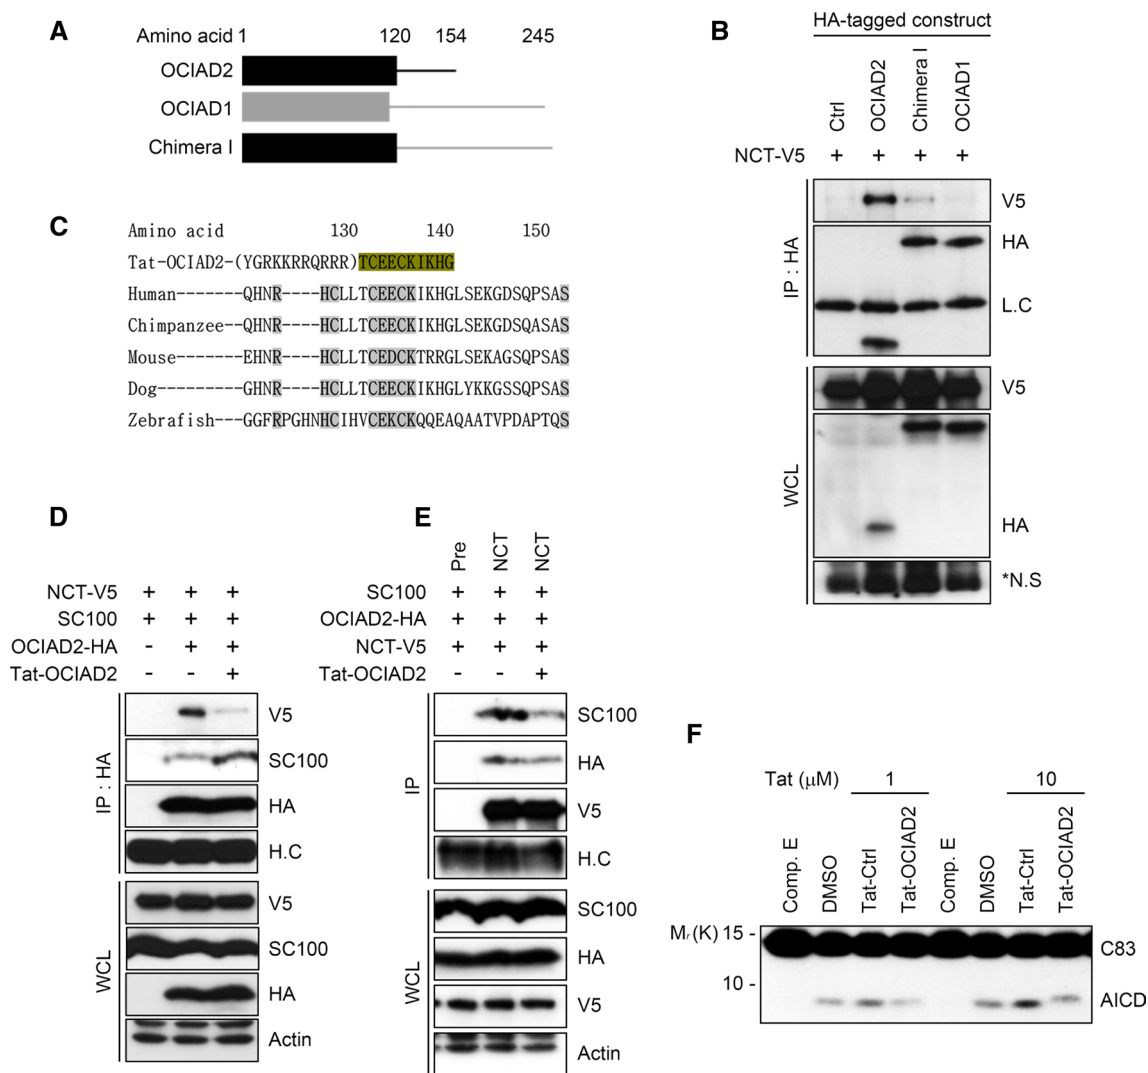 A
Amino acid 1 120 154 245
OCIAD2
OCIAD1
Chimera I
B
HA-tagged construct
Ctrl OCIAD2 Chimera I OCIAD1
NCT-V5 + + + +
IP : HA
V5
HA
L.C
WCL
V5
HA
*N.S
C
Amino acid 130 140 150
Tat-OCIAD2-(YGRKKRRQRRR)TCEECKIKHG
Human-------QHNR----HCLLTCEECKIKHGLSEKGDSQPSAS
Chimpanzee--QHNR----HCLLTCEECKIKHGLSEKGDSQASAS
Mouse-------EHNR----HCLLTCEDCKTRRGLSEKAGSQPSAS
Dog---------GHNR----HCLLTCEECKIKHGLYKKGSSQPSAS
Zebrafish---GGFRPGHNHCIHVCEKCKQQEAQAATVPDAPTQS
D
NCT-V5 + + +
SC100 + + +
OCIAD2-HA - + +
Tat-OCIAD2 - - +
IP : HA
V5
SC100
HA
H.C
WCL
V5
SC100
HA
Actin
E
Pre NCT NCT
SC100 + + +
OCIAD2-HA + + +
NCT-V5 + + +
Tat-OCIAD2 - - +
IP
SC100
HA
V5
H.C
WCL
SC100
HA
V5
Actin
F
Tat (μM) 1 10
Comp. E DMSO Tat-Ctrl Tat-OCIAD2 Comp. E DMSO Tat-Ctrl Tat-OCIAD2
Mr(K) 15 -
10 -
C83
AICD